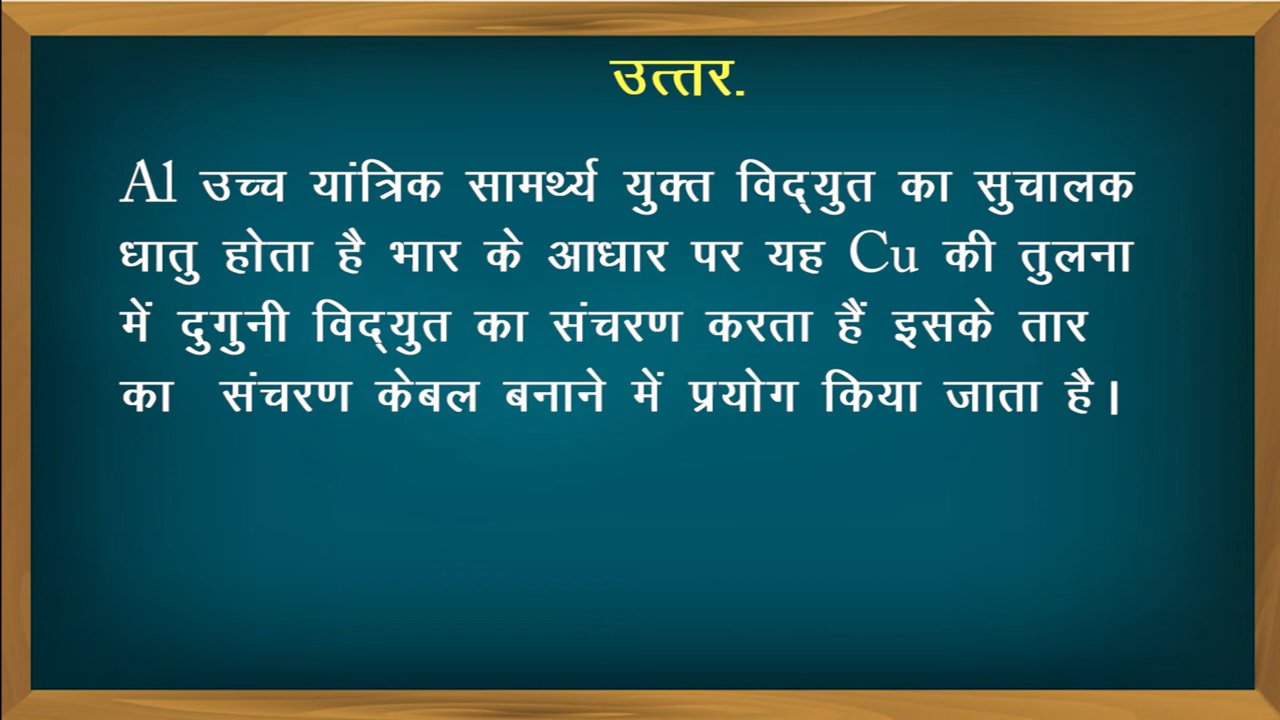 उत्तर.
Al उच्च यांत्रिक सामर्थ्य युक्त विद्युत का सुचालक
धातु होता है भार के आधार पर यह Cu की तुलना
में दुगुनी विद्युत का संचरण करता हैं इसके तार
का संचरण केबल बनाने में प्रयोग किया जाता है।